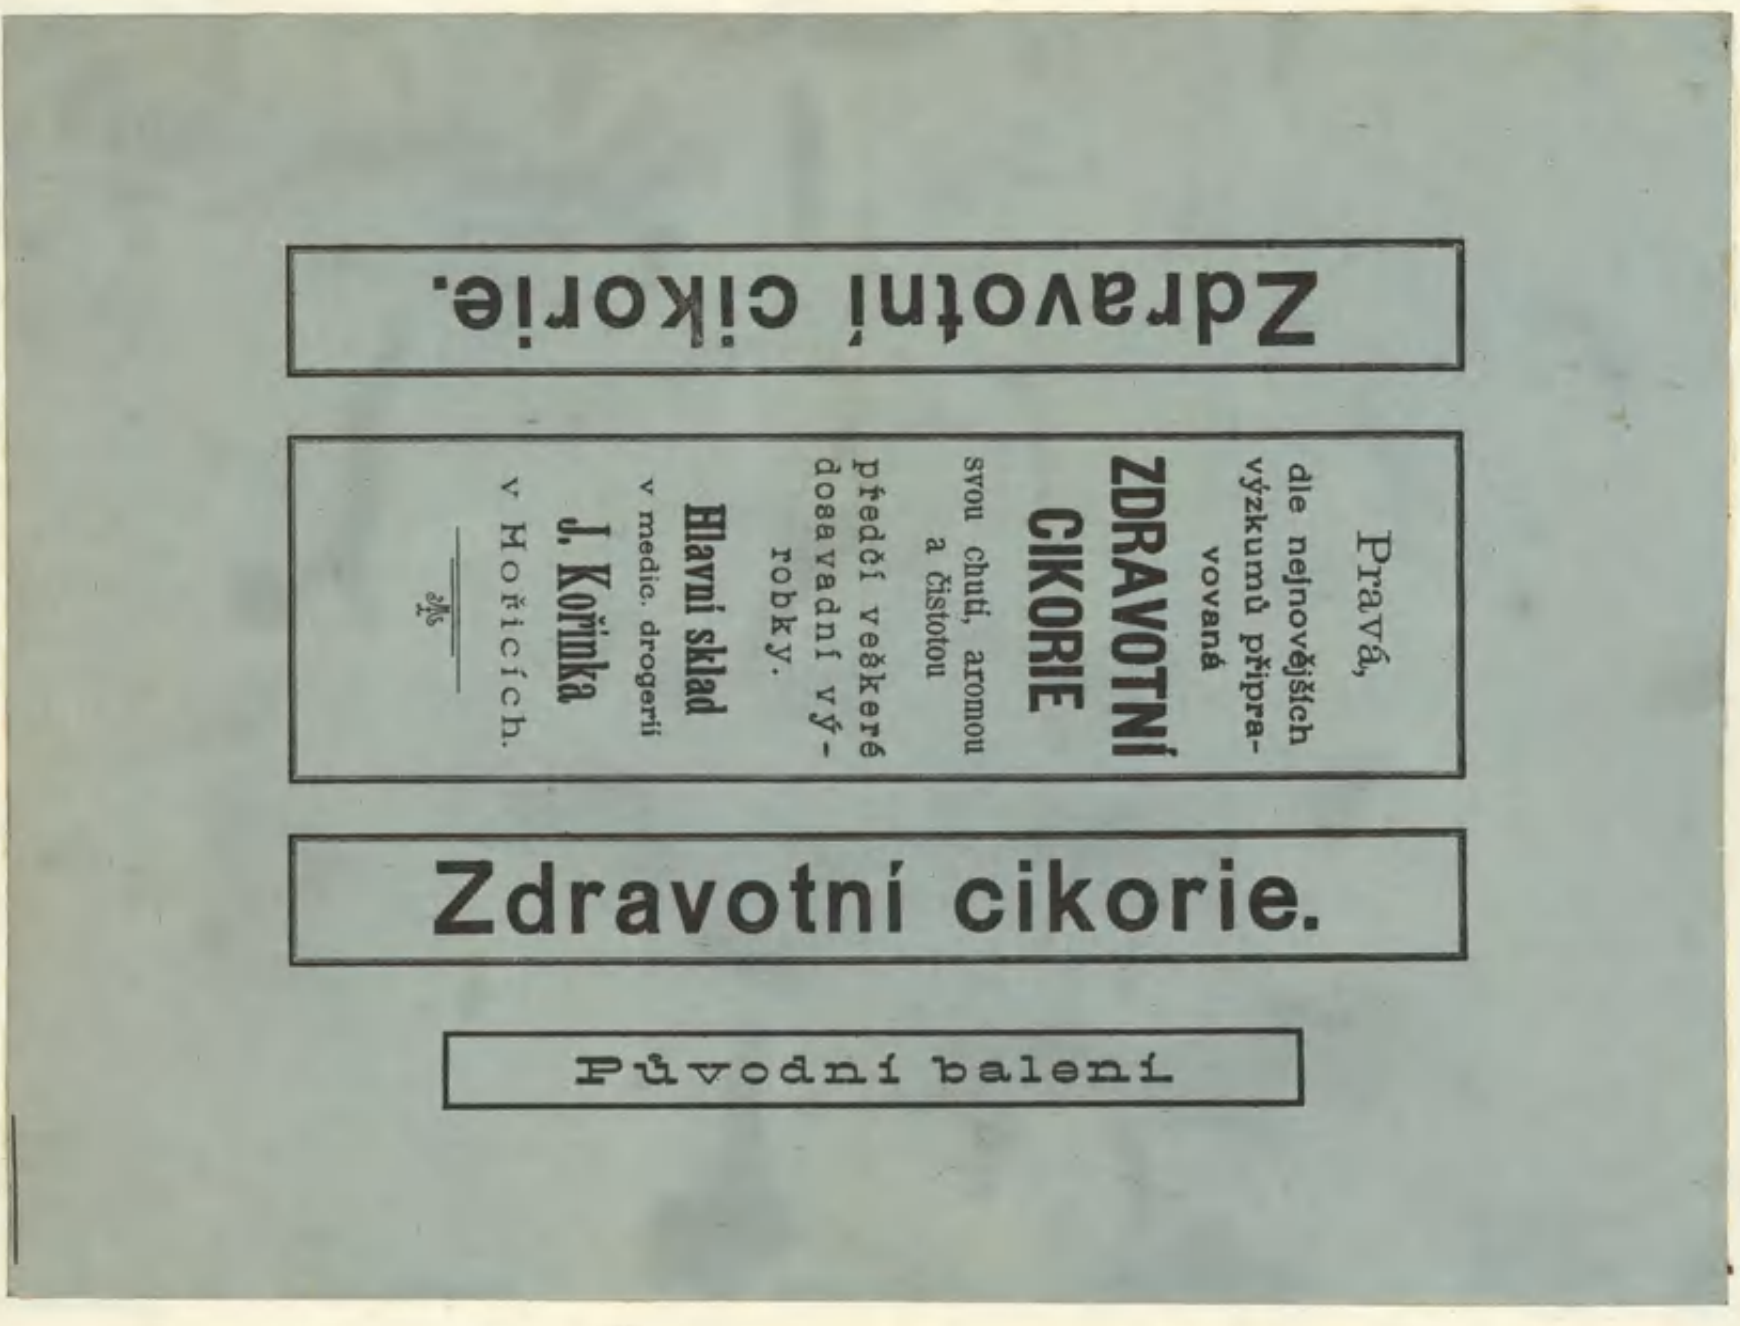 Zdravotní cikorie.
Pravá,
dle nejnovějších
výzkumů připra-
vovaná
ZDRAVOTNÍ
CIKORIE
svou chutí, aromou
a čistotou
předčí veškeré
dosavadní vý-
robky.
Hlavní sklad
v medic. drogerii
J. Kořínka
v Mořicích.
Zdravotní cikorie.
Původní balení